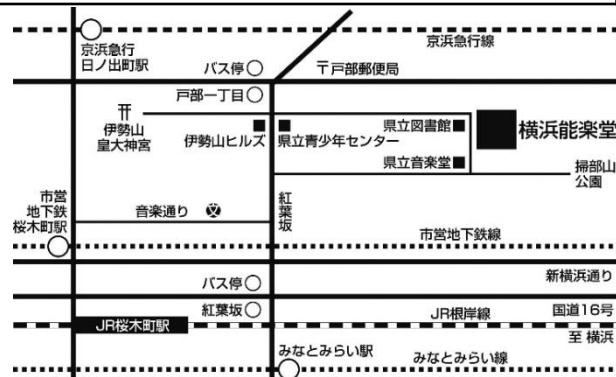 京浜急行線
京浜急行
日ノ出町駅
バス停
〒戸部郵便局
戸部一丁目
伊勢山
皇大神宮
伊勢山ヒルズ
県立青少年センター
県立図書館
横浜能楽堂
県立音楽堂
掃部山
公園
市営
地下鉄
桜木町駅
音楽通り
紅葉坂
市営地下鉄線
新横浜通り
バス停
紅葉坂
JR根岸線
国道16号
JR桜木町駅
至 横浜
みなとみらい駅
みなとみらい線